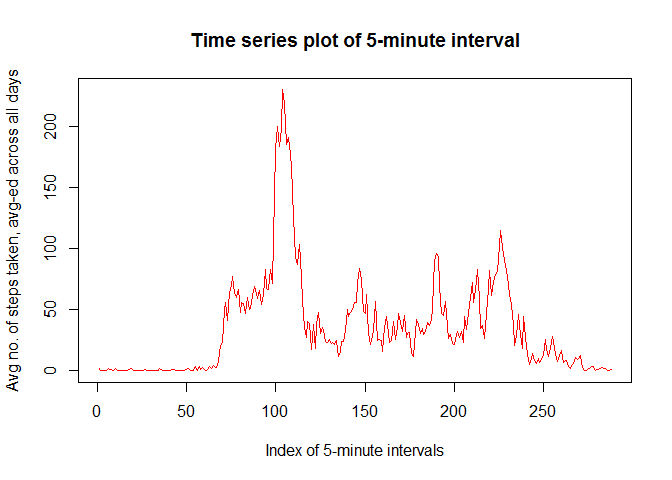 Time series plot of 5-minute interval
Avg no. of steps taken, avg-ed across all days
200
150
100
50
0
0 50 100 150 200 250
Index of 5-minute intervals